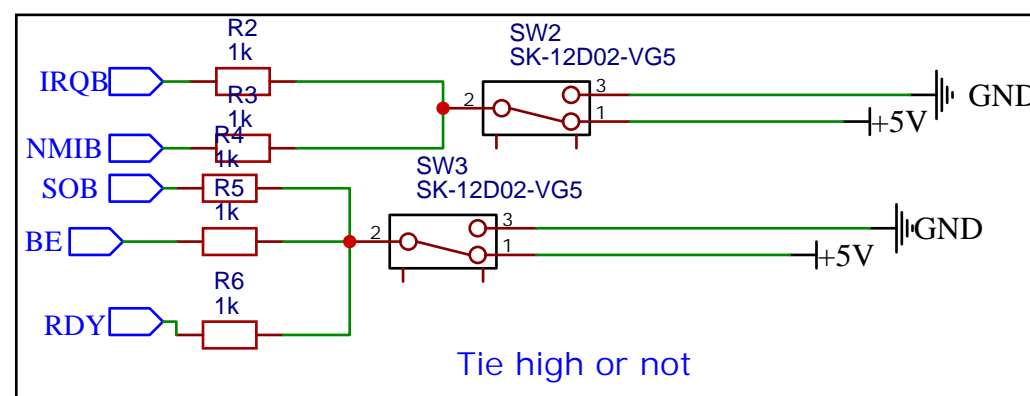 R2
1k
IRQB
R3
1k
NMIB
R4
1k
SOB
R5
1k
BE
R6
1k
RDY
SW2
SK-12D02-VG5
2
3
1
GND
+5V
SW3
SK-12D02-VG5
2
3
1
GND
+5V
Tie high or not